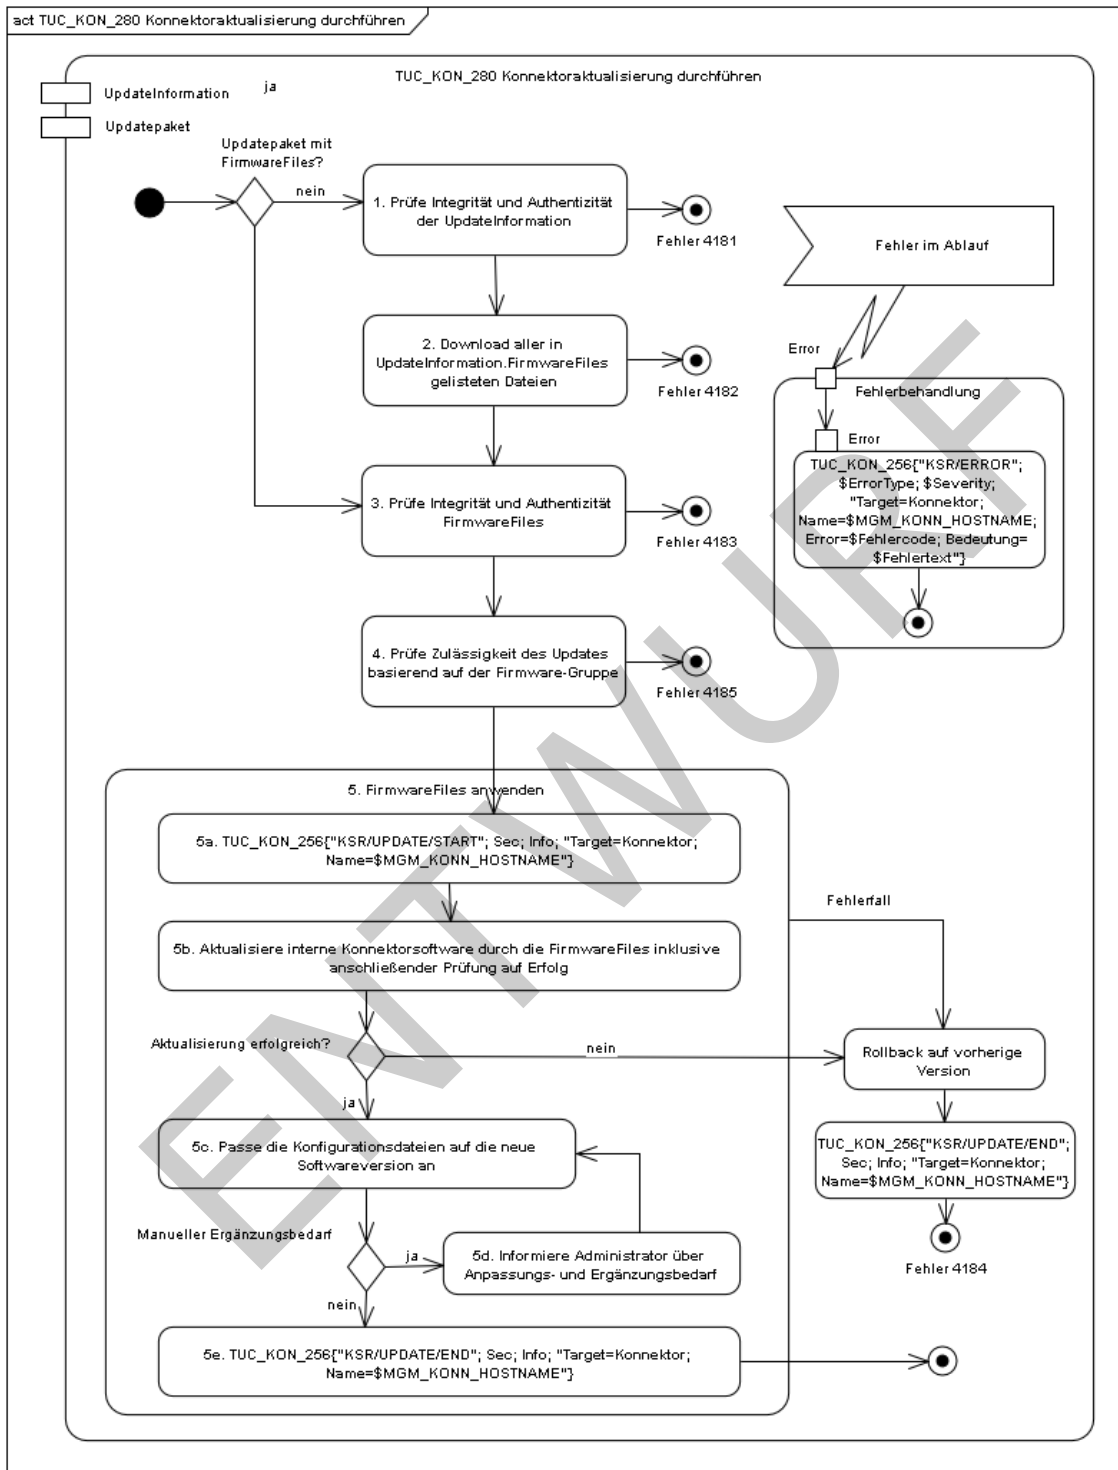 act TUC_KON_280 Konnektoraktualisierung durchführen
TUC_KON_280 Konnektoraktualisierung durchführen
UpdateInformation
ja
Updatepaket
Updatepaket mit
FirmwareFiles?
nein
1. Prüfe Integrität und Authentizität
der UpdateInformation
Fehler 4181
Fehler im Ablauf
2. Download aller in
UpdateInformation.FirmwareFiles
gelisteten Dateien
Fehler 4182
Error
Fehlerbehandlung
Error
TUC_KON_256{"KSR/ERROR";
$ErrorType; $Severity;
"Target=Konnektor;
Name=$MGM_KONN_HOSTNAME;
Error=$Fehlercode; Bedeutung=
$Fehlertext"}
3. Prüfe Integrität und Authentizität
FirmwareFiles
Fehler 4183
4. Prüfe Zulässigkeit des Updates
basierend auf der Firmware-Gruppe
Fehler 4185
5. FirmwareFiles anwenden
5a. TUC_KON_256{"KSR/UPDATE/START"; Sec; Info; "Target=Konnektor;
Name=$MGM_KONN_HOSTNAME"}
Fehlerfall
5b. Aktualisiere interne Konnektorsoftware durch die FirmwareFiles inklusive
anschließender Prüfung auf Erfolg
Aktualisierung erfolgreich?
nein
Rollback auf vorherige
Version
ja
5c. Passe die Konfigurationsdateien auf die neue
Softwareversion an
TUC_KON_256{"KSR/UPDATE/END";
Sec; Info; "Target=Konnektor;
Name=$MGM_KONN_HOSTNAME"}
Manueller Ergänzungsbedarf
ja
5d. Informiere Administrator über
Anpassungs- und Ergänzungsbedarf
Fehler 4184
nein
5e. TUC_KON_256{"KSR/UPDATE/END"; Sec; Info; "Target=Konnektor;
Name=$MGM_KONN_HOSTNAME"}
ENTWURF